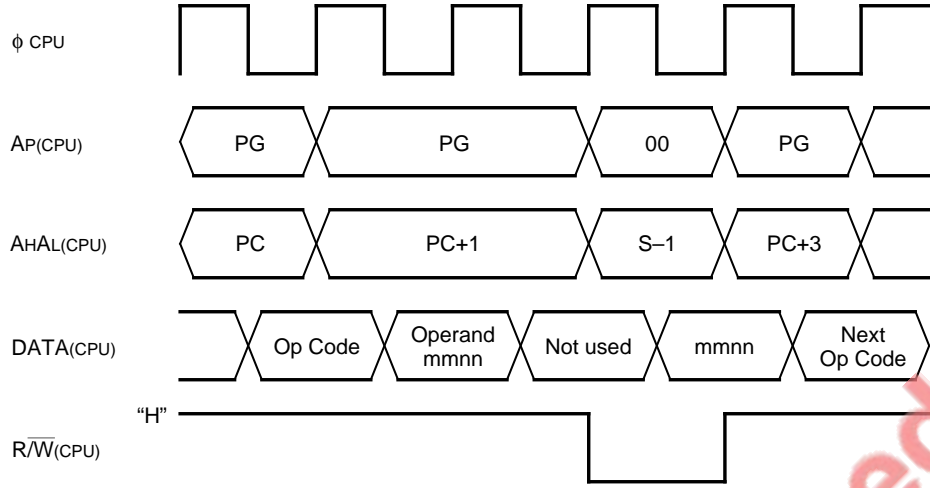 ϕ CPU
AP(CPU) PG PG 00 PG
AHAL(CPU) PC PC+1 S–1 PC+3
DATA(CPU) Op Code Operand mmnn Not used mmnn Next Op Code
“H”
R/W(CPU)